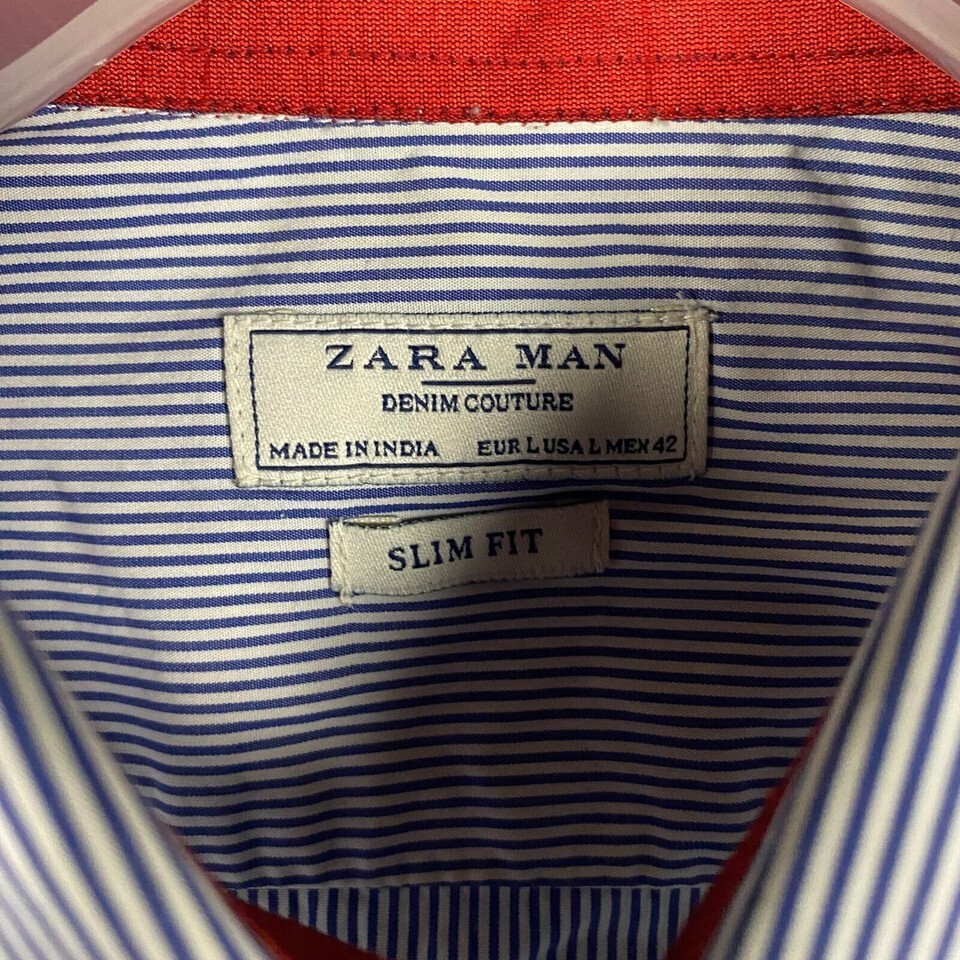 ZARA MAN
DENIM COUTURE
MADE IN INDIA EUR L USA L MEX 42
SLIM FIT